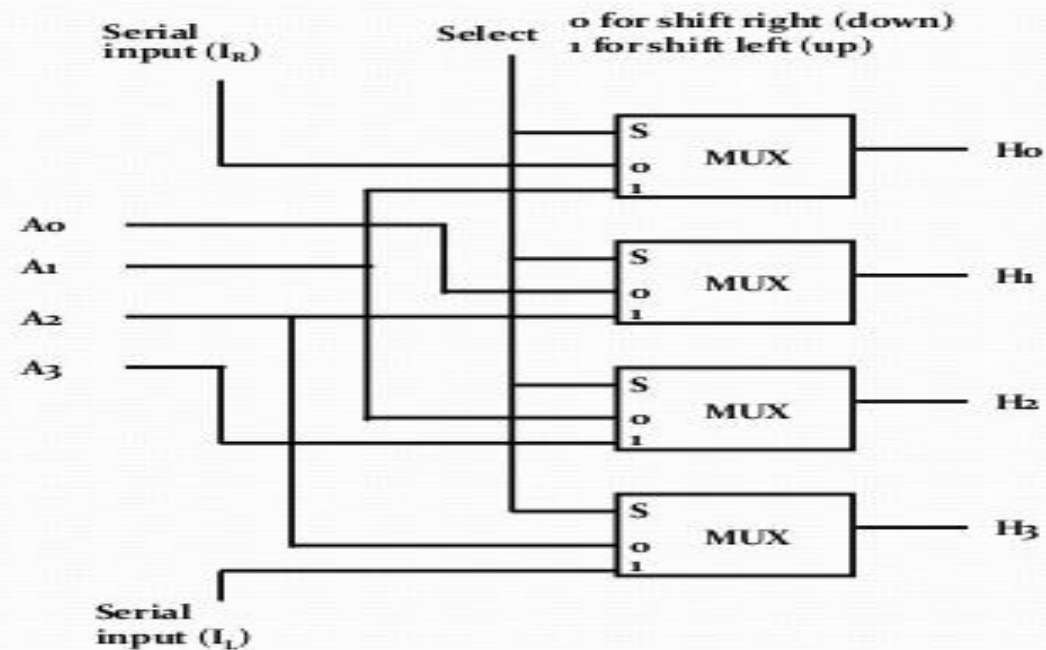 Serial
input (IR)
Select
0 for shift right (down)
1 for shift left (up)
S
0
1
MUX
H0
A0
A1
A2
A3
S
0
1
MUX
H1
S
0
1
MUX
H2
S
0
1
MUX
H3
Serial
input (IL)